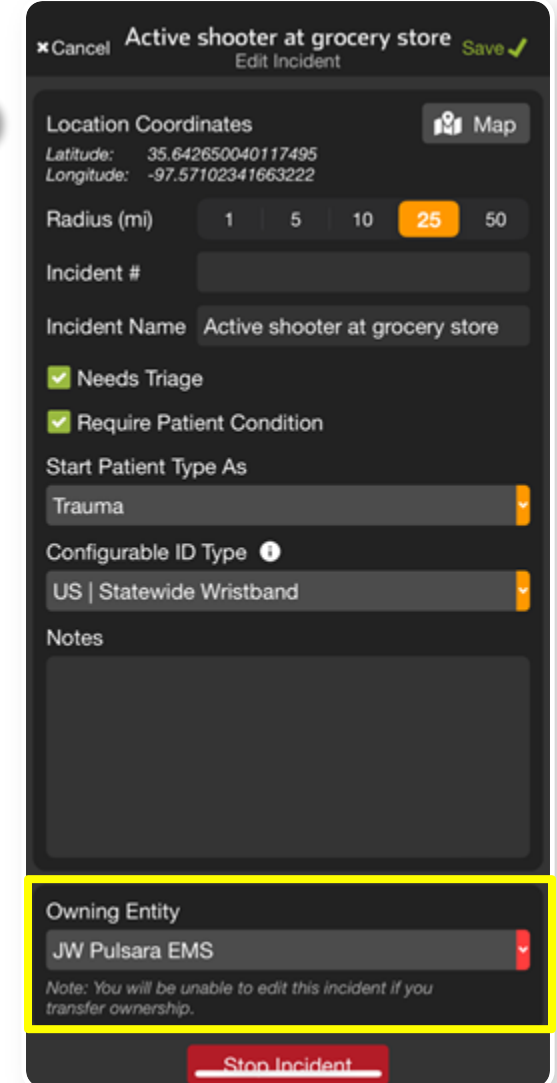 Cancel Active shooter at grocery store Save
Edit Incident
Location Coordinates Map
Latitude: 35.642650040117495
Longitude: -97.57102341663222
Radius (mi) 1 5 10 25 50
Incident #
Incident Name Active shooter at grocery store
Needs Triage
Require Patient Condition
Start Patient Type As
Trauma
Configurable ID Type i
US | Statewide Wristband
Notes
Owning Entity
JW Pulsara EMS
Note: You will be unable to edit this incident if you
transfer ownership.
Stop Incident